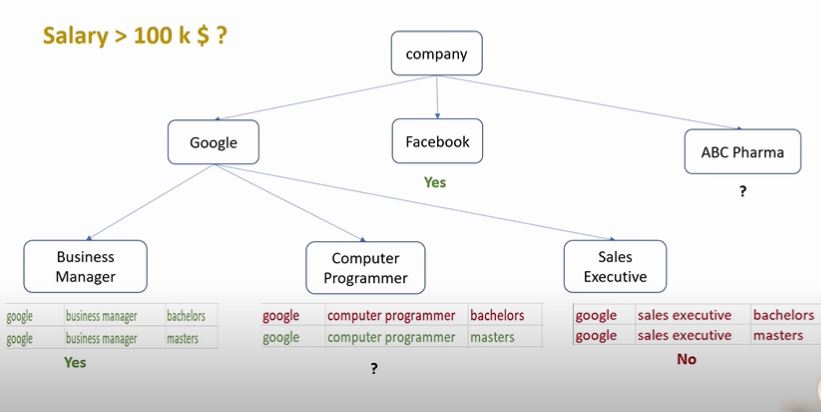 Salary > 100 k $ ?
company
Google
Facebook
ABC Pharma
Yes
?
Business
Manager
Computer
Programmer
Sales
Executive
google business manager bachelors
google business manager masters
Yes
google computer programmer bachelors
google computer programmer masters
?
google sales executive bachelors
google sales executive masters
No